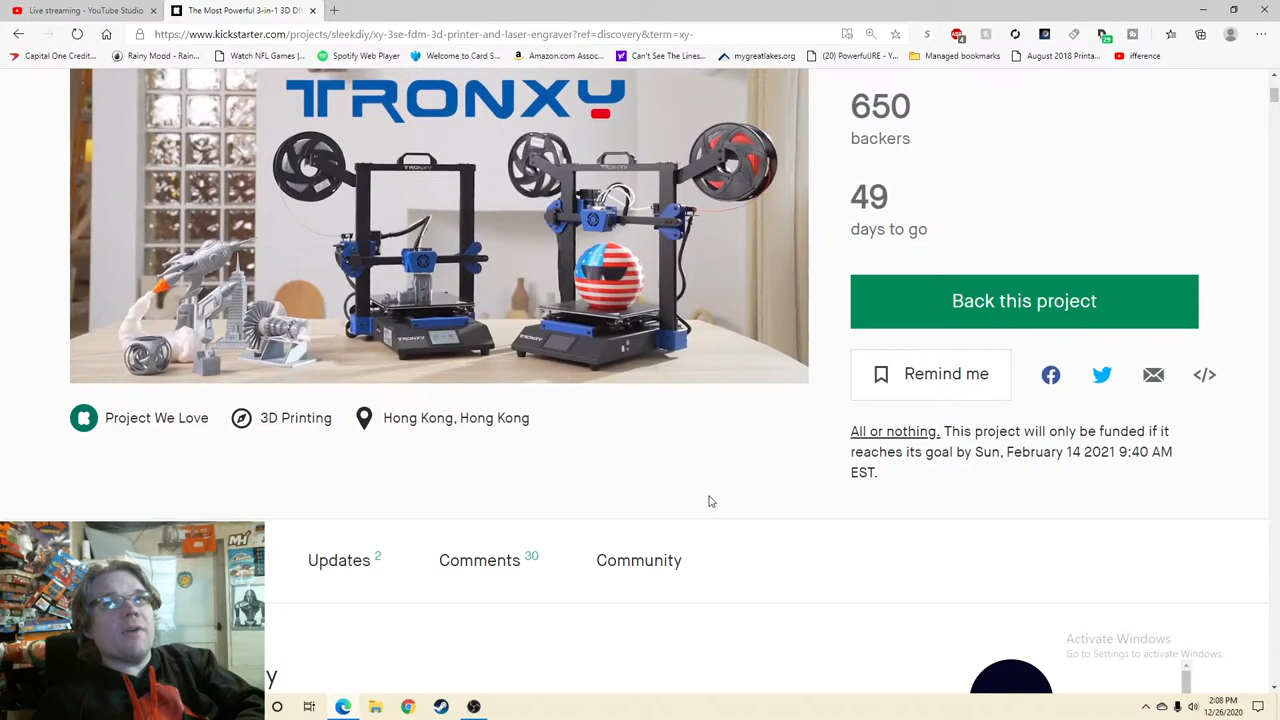 Live streaming - YouTube Studio
The Most Powerful 3-in-1 3D DI
https://www.kickstarter.com/projects/sleekdiy/xy-3se-fdm-3d-printer-and-laser-engraver?ref=discovery&term=xy-
Capital One Credit...
Rainy Mood - Rain...
Watch NFL Games |...
Spotify Web Player
Welcome to Card S...
Amazon.com Assoc...
Can't See The Lines...
mygreatlakes.org
(20) PowerfulJRE - Y...
Managed bookmarks
August 2018 Printa...
ifference
TRONXY
TRONXY
TRONXY
TRONXY
TRONXY
650
backers
49
days to go
Back this project
Remind me
Project We Love
3D Printing
Hong Kong, Hong Kong
All or nothing. This project will only be funded if it
reaches its goal by Sun, February 14 2021 9:40 AM
EST.
Updates 2
Comments 30
Community
MH
y
Activate Windows
Go to Settings to activate Windows.
2:08 PM
12/26/2020